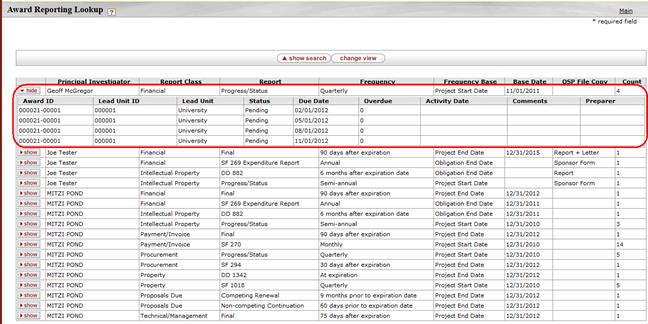 Award Reporting Lookup ?
Main
* required field
show search change view
Principal Investigator Report Class Report Frequency Frequency Base Base Date OSP File Copy Count
hide Geoff McGregor Financial Progress/Status Quarterly Project Start Date 11/01/2011 4
Award ID Lead Unit ID Lead Unit Status Due Date Overdue Activity Date Comments Preparer
000021-00001 000001 University Pending 02/01/2012 0
000021-00001 000001 University Pending 05/01/2012 0
000021-00001 000001 University Pending 08/01/2012 0
000021-00001 000001 University Pending 11/01/2012 0
show Joe Tester Financial Final 90 days after expiration Project End Date 12/31/2015 Report + Letter 1
show Joe Tester Financial SF 269 Expenditure Report Annual Obligation End Date Sponsor Form 1
show Joe Tester Intellectual Property DD 882 6 months after expiration date Obligation End Date Report 1
show Joe Tester Intellectual Property Progress/Status Semi-annual Project Start Date Sponsor Form 1
show MITZI POND Financial Final 90 days after expiration Project End Date 12/31/2012 1
show MITZI POND Financial SF 269 Expenditure Report Annual Obligation End Date 12/31/2011 1
show MITZI POND Intellectual Property DD 882 6 months after expiration date Obligation End Date 12/31/2011 1
show MITZI POND Intellectual Property Progress/Status Semi-annual Project Start Date 12/31/2010 3
show MITZI POND Payment/Invoice Final 90 days after expiration Project End Date 12/31/2012 1
show MITZI POND Payment/Invoice SF 270 Monthly Project Start Date 12/31/2010 14
show MITZI POND Procurement Progress/Status Quarterly Project Start Date 12/31/2010 5
show MITZI POND Procurement SF 294 30 days after expiration Project End Date 12/31/2012 1
show MITZI POND Property DD 1342 At expiration Project End Date 12/31/2012 1
show MITZI POND Property SF 1018 Quarterly Project Start Date 12/31/2010 5
show MITZI POND Proposals Due Competing Renewal 9 months prior to expiration date Project End Date 12/31/2012 1
show MITZI POND Proposals Due Non-competing Continuation 60 days prior to expiration date Project End Date 12/31/2012 1
show MITZI POND Technical/Management Final 75 days after expiration Project End Date 12/31/2012 1